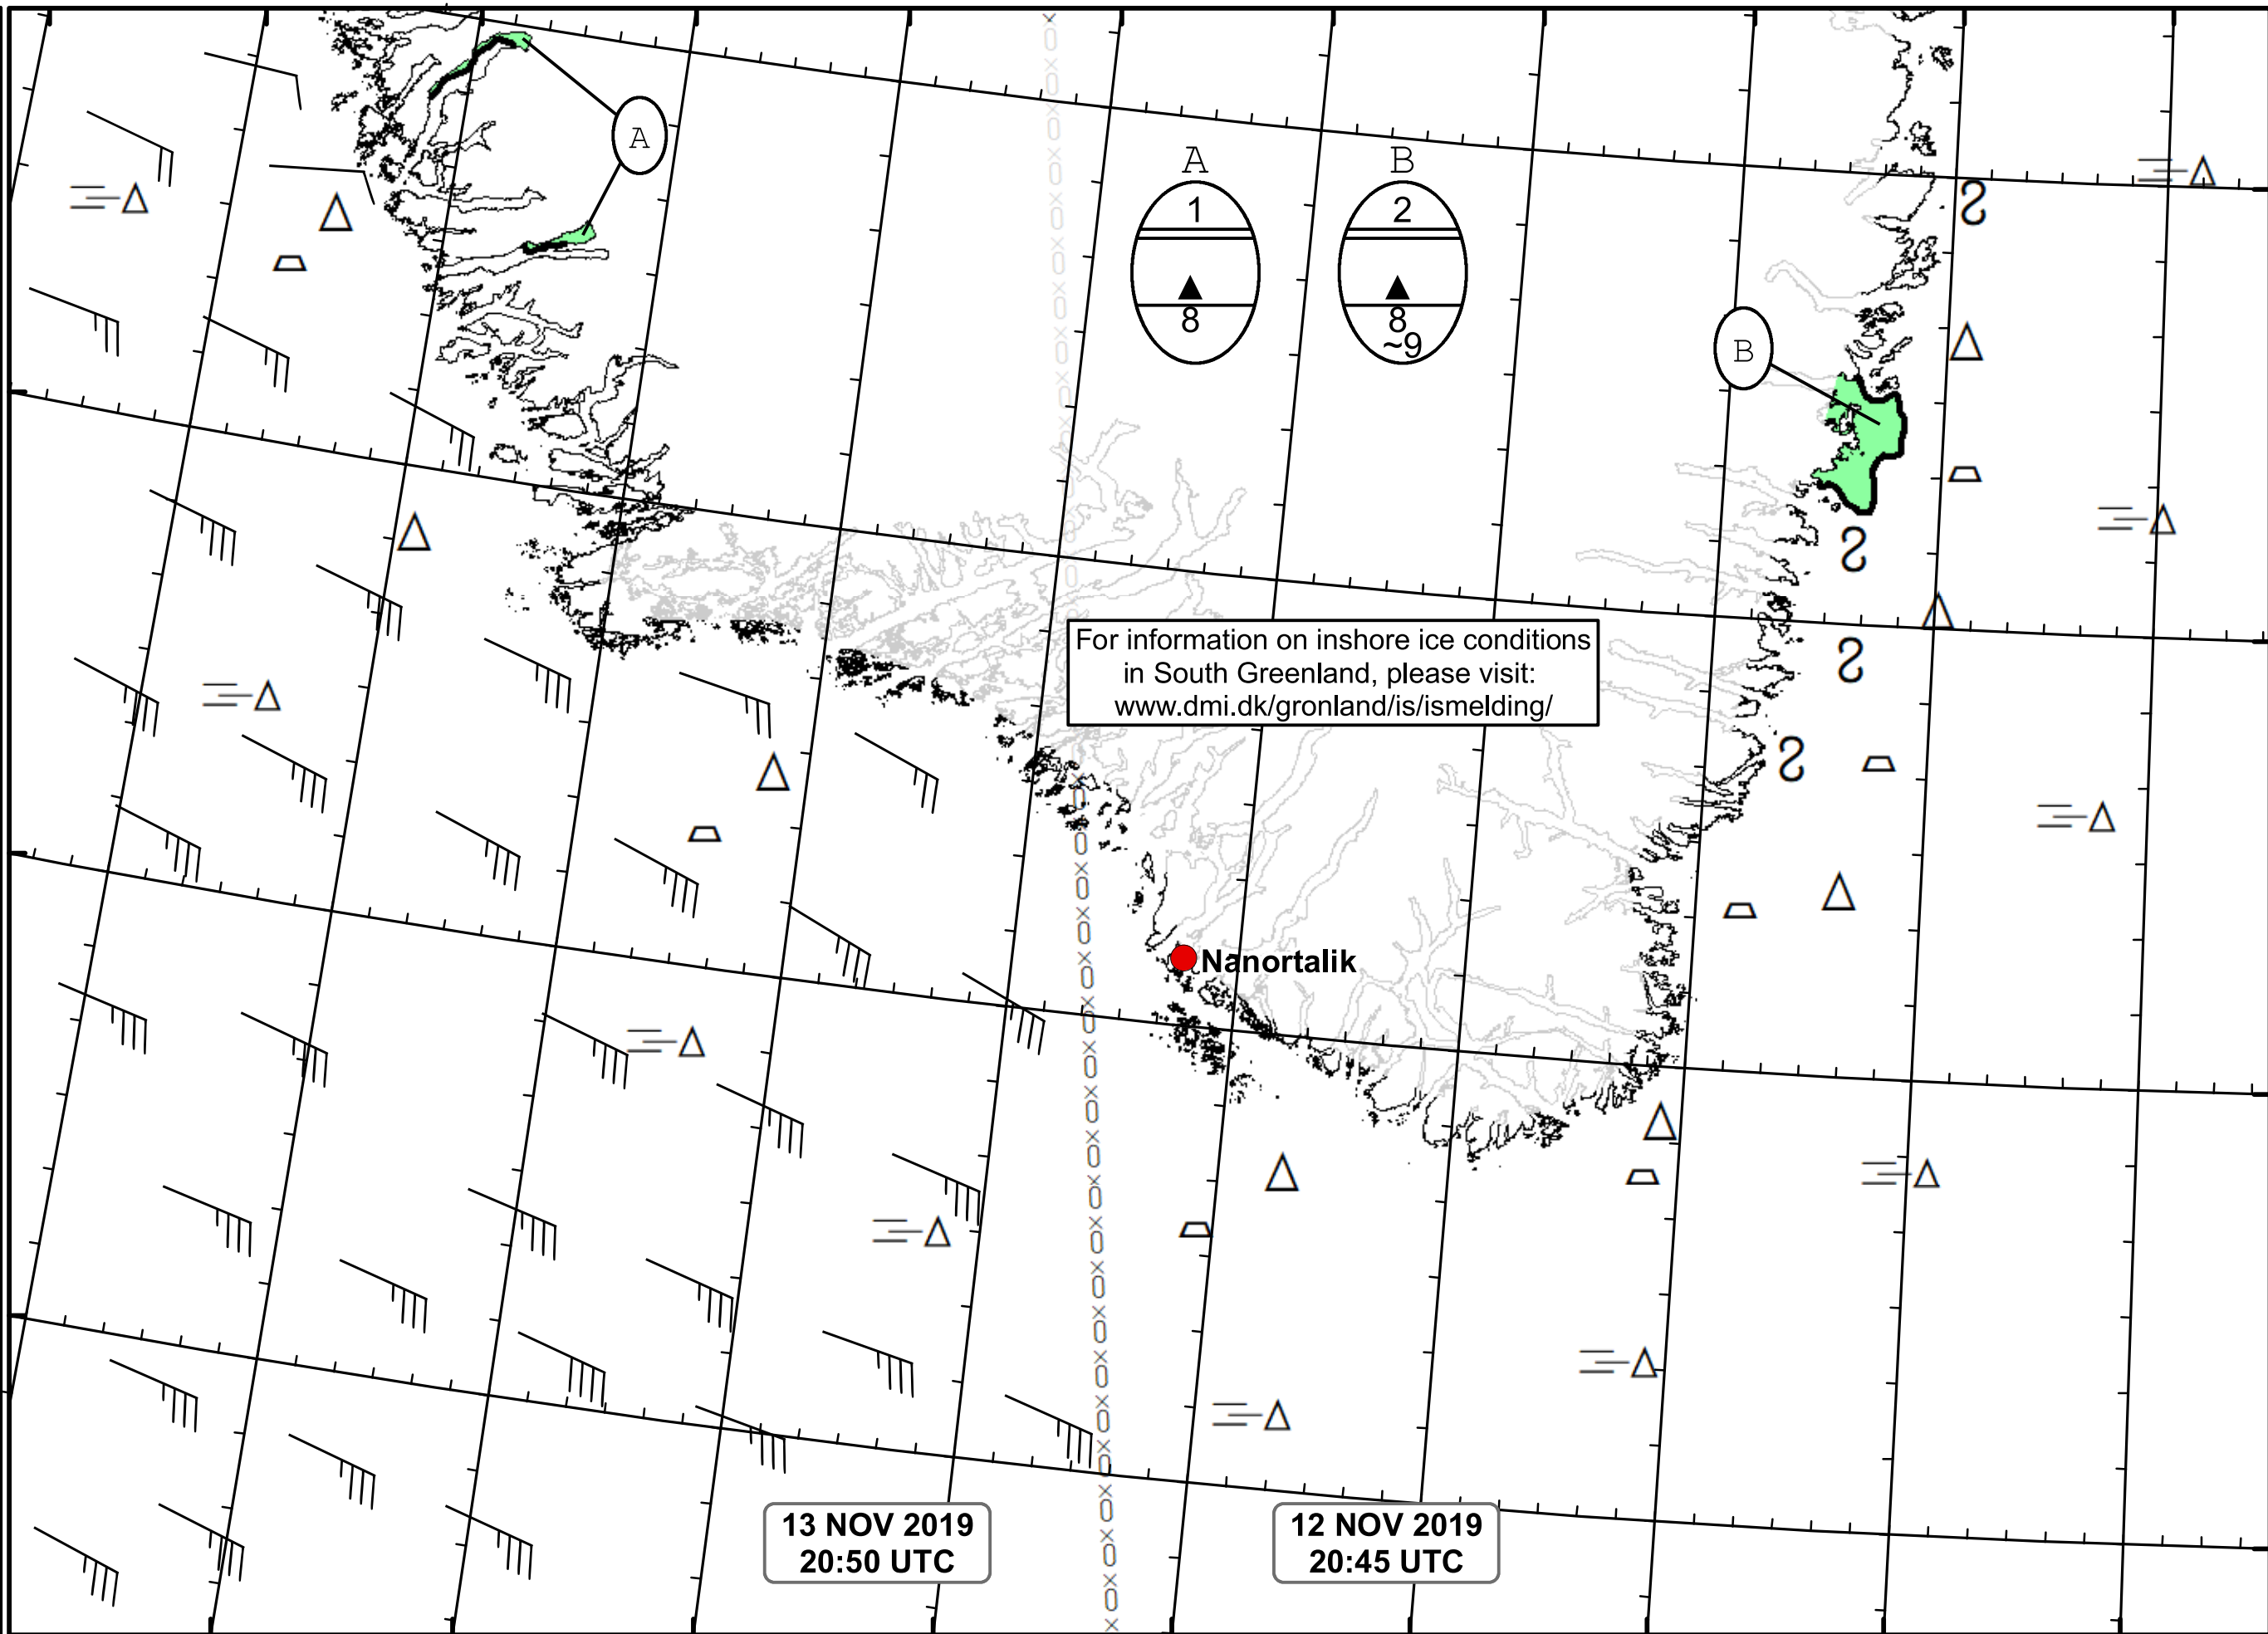 A
A
1
8
B
2
8
~9
B
For information on inshore ice conditions
in South Greenland, please visit:
www.dmi.dk/gronland/is/ismelding/
Nanortalik
13 NOV 2019
20:50 UTC
12 NOV 2019
20:45 UTC